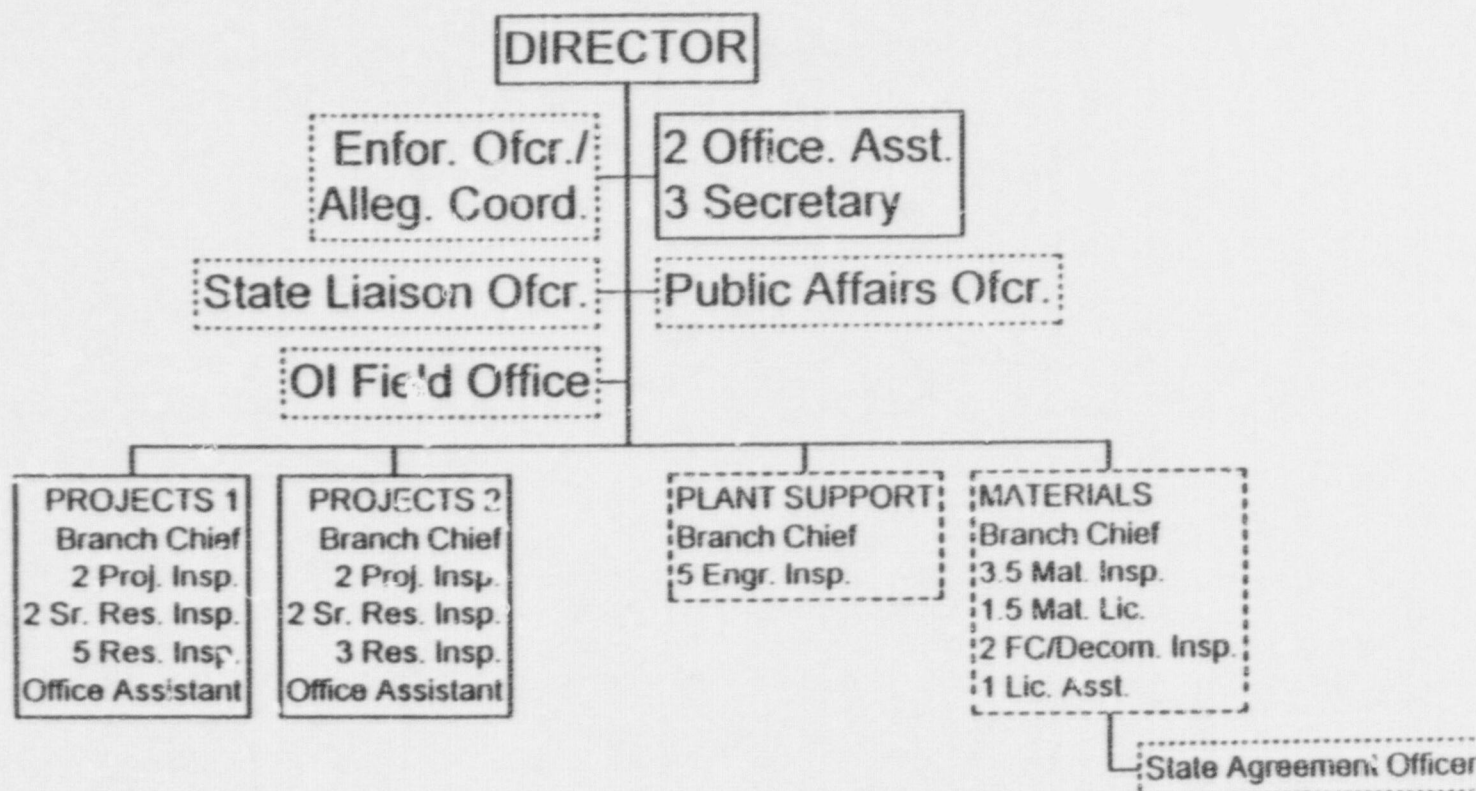 DIRECTOR
Enfor. Ofcr./
Alleg. Coord.
2 Office. Asst.
3 Secretary
State Liaison Ofcr.
Public Affairs Ofcr.
OI Fie'd Office
PROJECTS 1
Branch Chief
2 Proj. Insp.
2 Sr. Res. Insp.
5 Res. Insp.
Office Assistant
PROJECTS 2
Branch Chief
2 Proj. Insp.
2 Sr. Res. Insp.
3 Res. Insp.
Office Assistant
PLANT SUPPORT
Branch Chief
5 Engr. Insp.
MATERIALS
Branch Chief
3.5 Mat. Insp.
1.5 Mat. Lic.
2 FC/Decom. Insp.
1 Lic. Asst.
State Agreement Officer